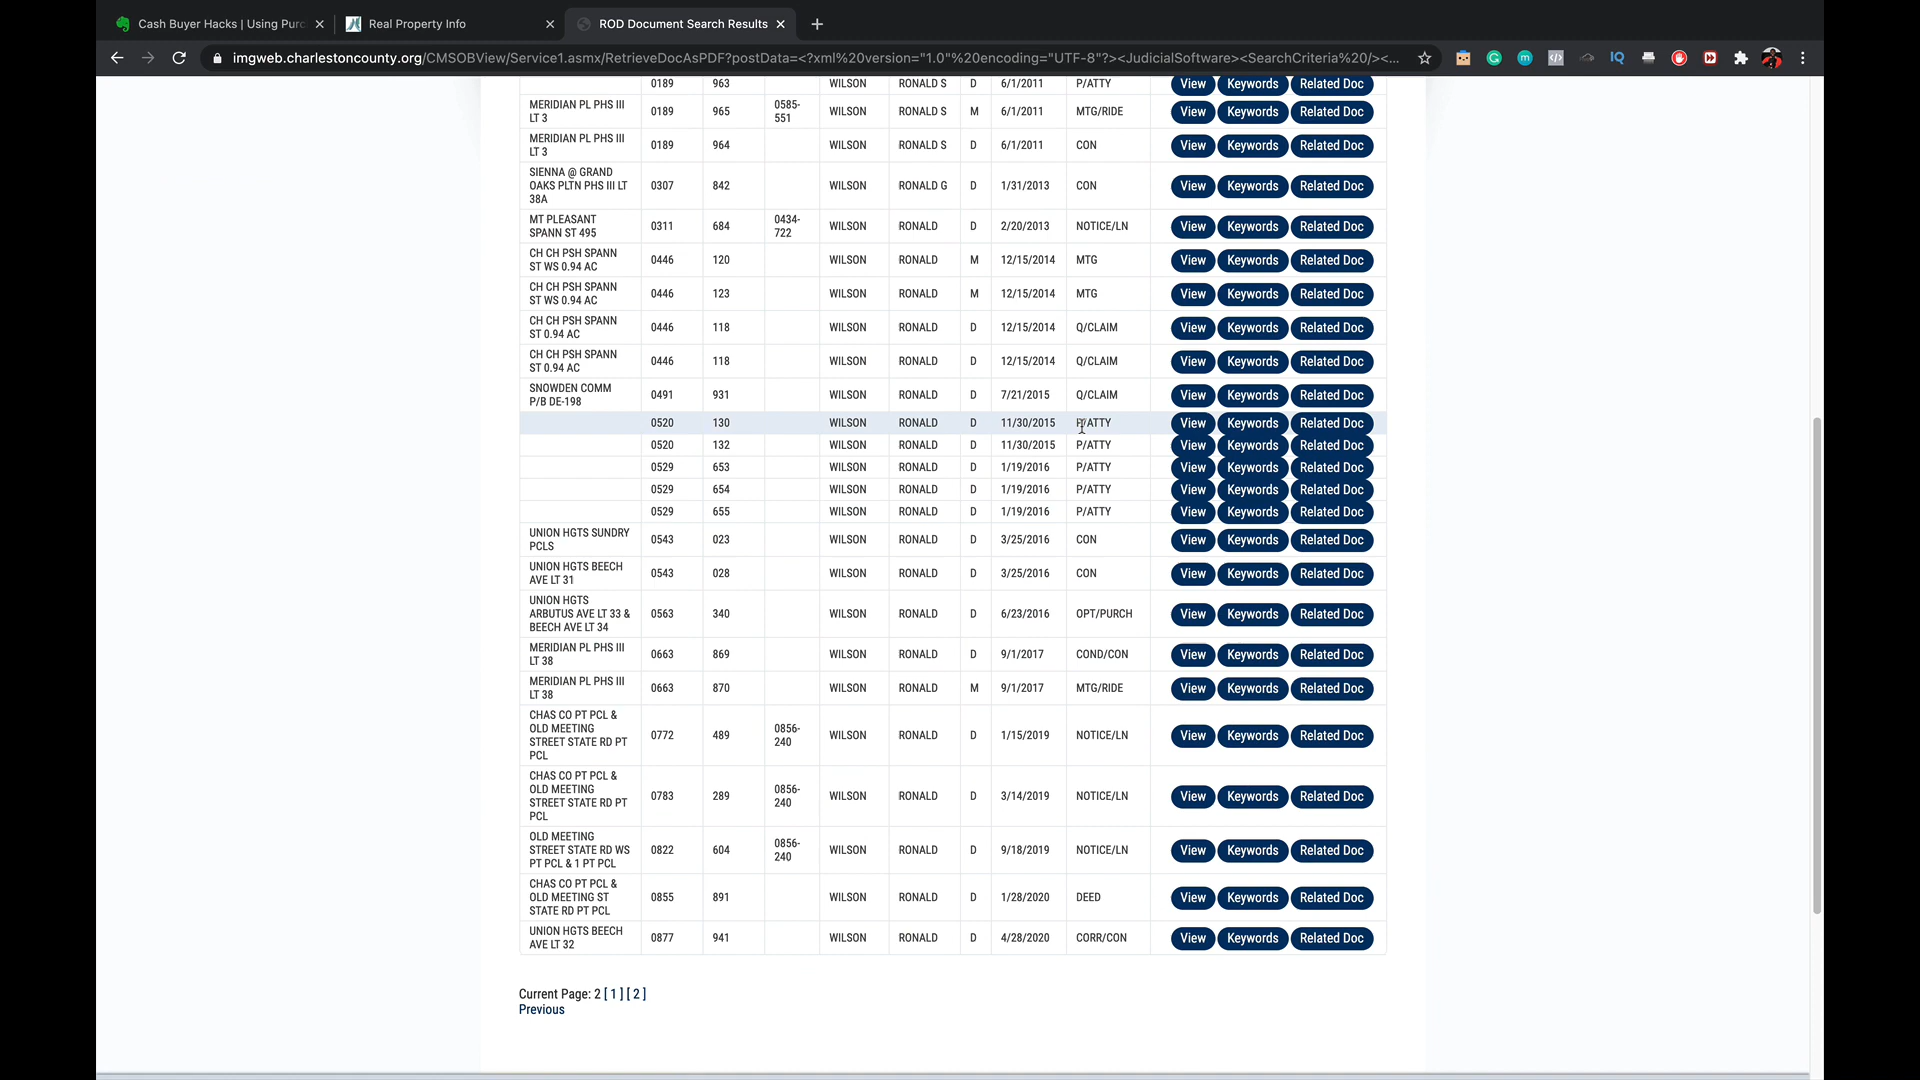 Cash Buyer Hacks | Using Purc
Real Property Info
ROD Document Search Results
imgweb.charlestoncounty.org/CMSOBView/Service1.asmx/RetrieveDocAsPDF?postData=<?xml%20version="1.0"%20encoding="UTF-8"?><JudicialSoftware><SearchCriteria%20/><...
0189 963 WILSON RONALD S D 6/1/2011 P/ATTY View Keywords Related Doc
MERIDIAN PL PHS III
LT 3
0189 965 0585-
551
WILSON RONALD S M 6/1/2011 MTG/RIDE View Keywords Related Doc
MERIDIAN PL PHS III
LT 3
0189 964 WILSON RONALD S D 6/1/2011 CON View Keywords Related Doc
SIENNA @ GRAND
OAKS PLTN PHS III LT
38A
0307 842 WILSON RONALD G D 1/31/2013 CON View Keywords Related Doc
MT PLEASANT
SPANN ST 495
0311 684 0434-
722
WILSON RONALD D 2/20/2013 NOTICE/LN View Keywords Related Doc
CH CH PSH SPANN
ST WS 0.94 AC
0446 120 WILSON RONALD M 12/15/2014 MTG View Keywords Related Doc
CH CH PSH SPANN
ST WS 0.94 AC
0446 123 WILSON RONALD M 12/15/2014 MTG View Keywords Related Doc
CH CH PSH SPANN
ST 0.94 AC
0446 118 WILSON RONALD D 12/15/2014 Q/CLAIM View Keywords Related Doc
CH CH PSH SPANN
ST 0.94 AC
0446 118 WILSON RONALD D 12/15/2014 Q/CLAIM View Keywords Related Doc
SNOWDEN COMM
P/B DE-198
0491 931 WILSON RONALD D 7/21/2015 Q/CLAIM View Keywords Related Doc
0520 130 WILSON RONALD D 11/30/2015 P/ATTY View Keywords Related Doc
0520 132 WILSON RONALD D 11/30/2015 P/ATTY View Keywords Related Doc
0529 653 WILSON RONALD D 1/19/2016 P/ATTY View Keywords Related Doc
0529 654 WILSON RONALD D 1/19/2016 P/ATTY View Keywords Related Doc
0529 655 WILSON RONALD D 1/19/2016 P/ATTY View Keywords Related Doc
UNION HGTS SUNDRY
PCLS
0543 023 WILSON RONALD D 3/25/2016 CON View Keywords Related Doc
UNION HGTS BEECH
AVE LT 31
0543 028 WILSON RONALD D 3/25/2016 CON View Keywords Related Doc
UNION HGTS
ARBUTUS AVE LT 33 &
BEECH AVE LT 34
0563 340 WILSON RONALD D 6/23/2016 OPT/PURCH View Keywords Related Doc
MERIDIAN PL PHS III
LT 38
0663 869 WILSON RONALD D 9/1/2017 COND/CON View Keywords Related Doc
MERIDIAN PL PHS III
LT 38
0663 870 WILSON RONALD M 9/1/2017 MTG/RIDE View Keywords Related Doc
CHAS CO PT PCL &
OLD MEETING
STREET STATE RD PT
PCL
0772 489 0856-
240
WILSON RONALD D 1/15/2019 NOTICE/LN View Keywords Related Doc
CHAS CO PT PCL &
OLD MEETING
STREET STATE RD PT
PCL
0783 289 0856-
240
WILSON RONALD D 3/14/2019 NOTICE/LN View Keywords Related Doc
OLD MEETING
STREET STATE RD WS
PT PCL & 1 PT PCL
0822 604 0856-
240
WILSON RONALD D 9/18/2019 NOTICE/LN View Keywords Related Doc
CHAS CO PT PCL &
OLD MEETING ST
STATE RD PT PCL
0855 891 WILSON RONALD D 1/28/2020 DEED View Keywords Related Doc
UNION HGTS BEECH
AVE LT 32
0877 941 WILSON RONALD D 4/28/2020 CORR/CON View Keywords Related Doc
Current Page: 2 [ 1 ] [ 2 ]
Previous